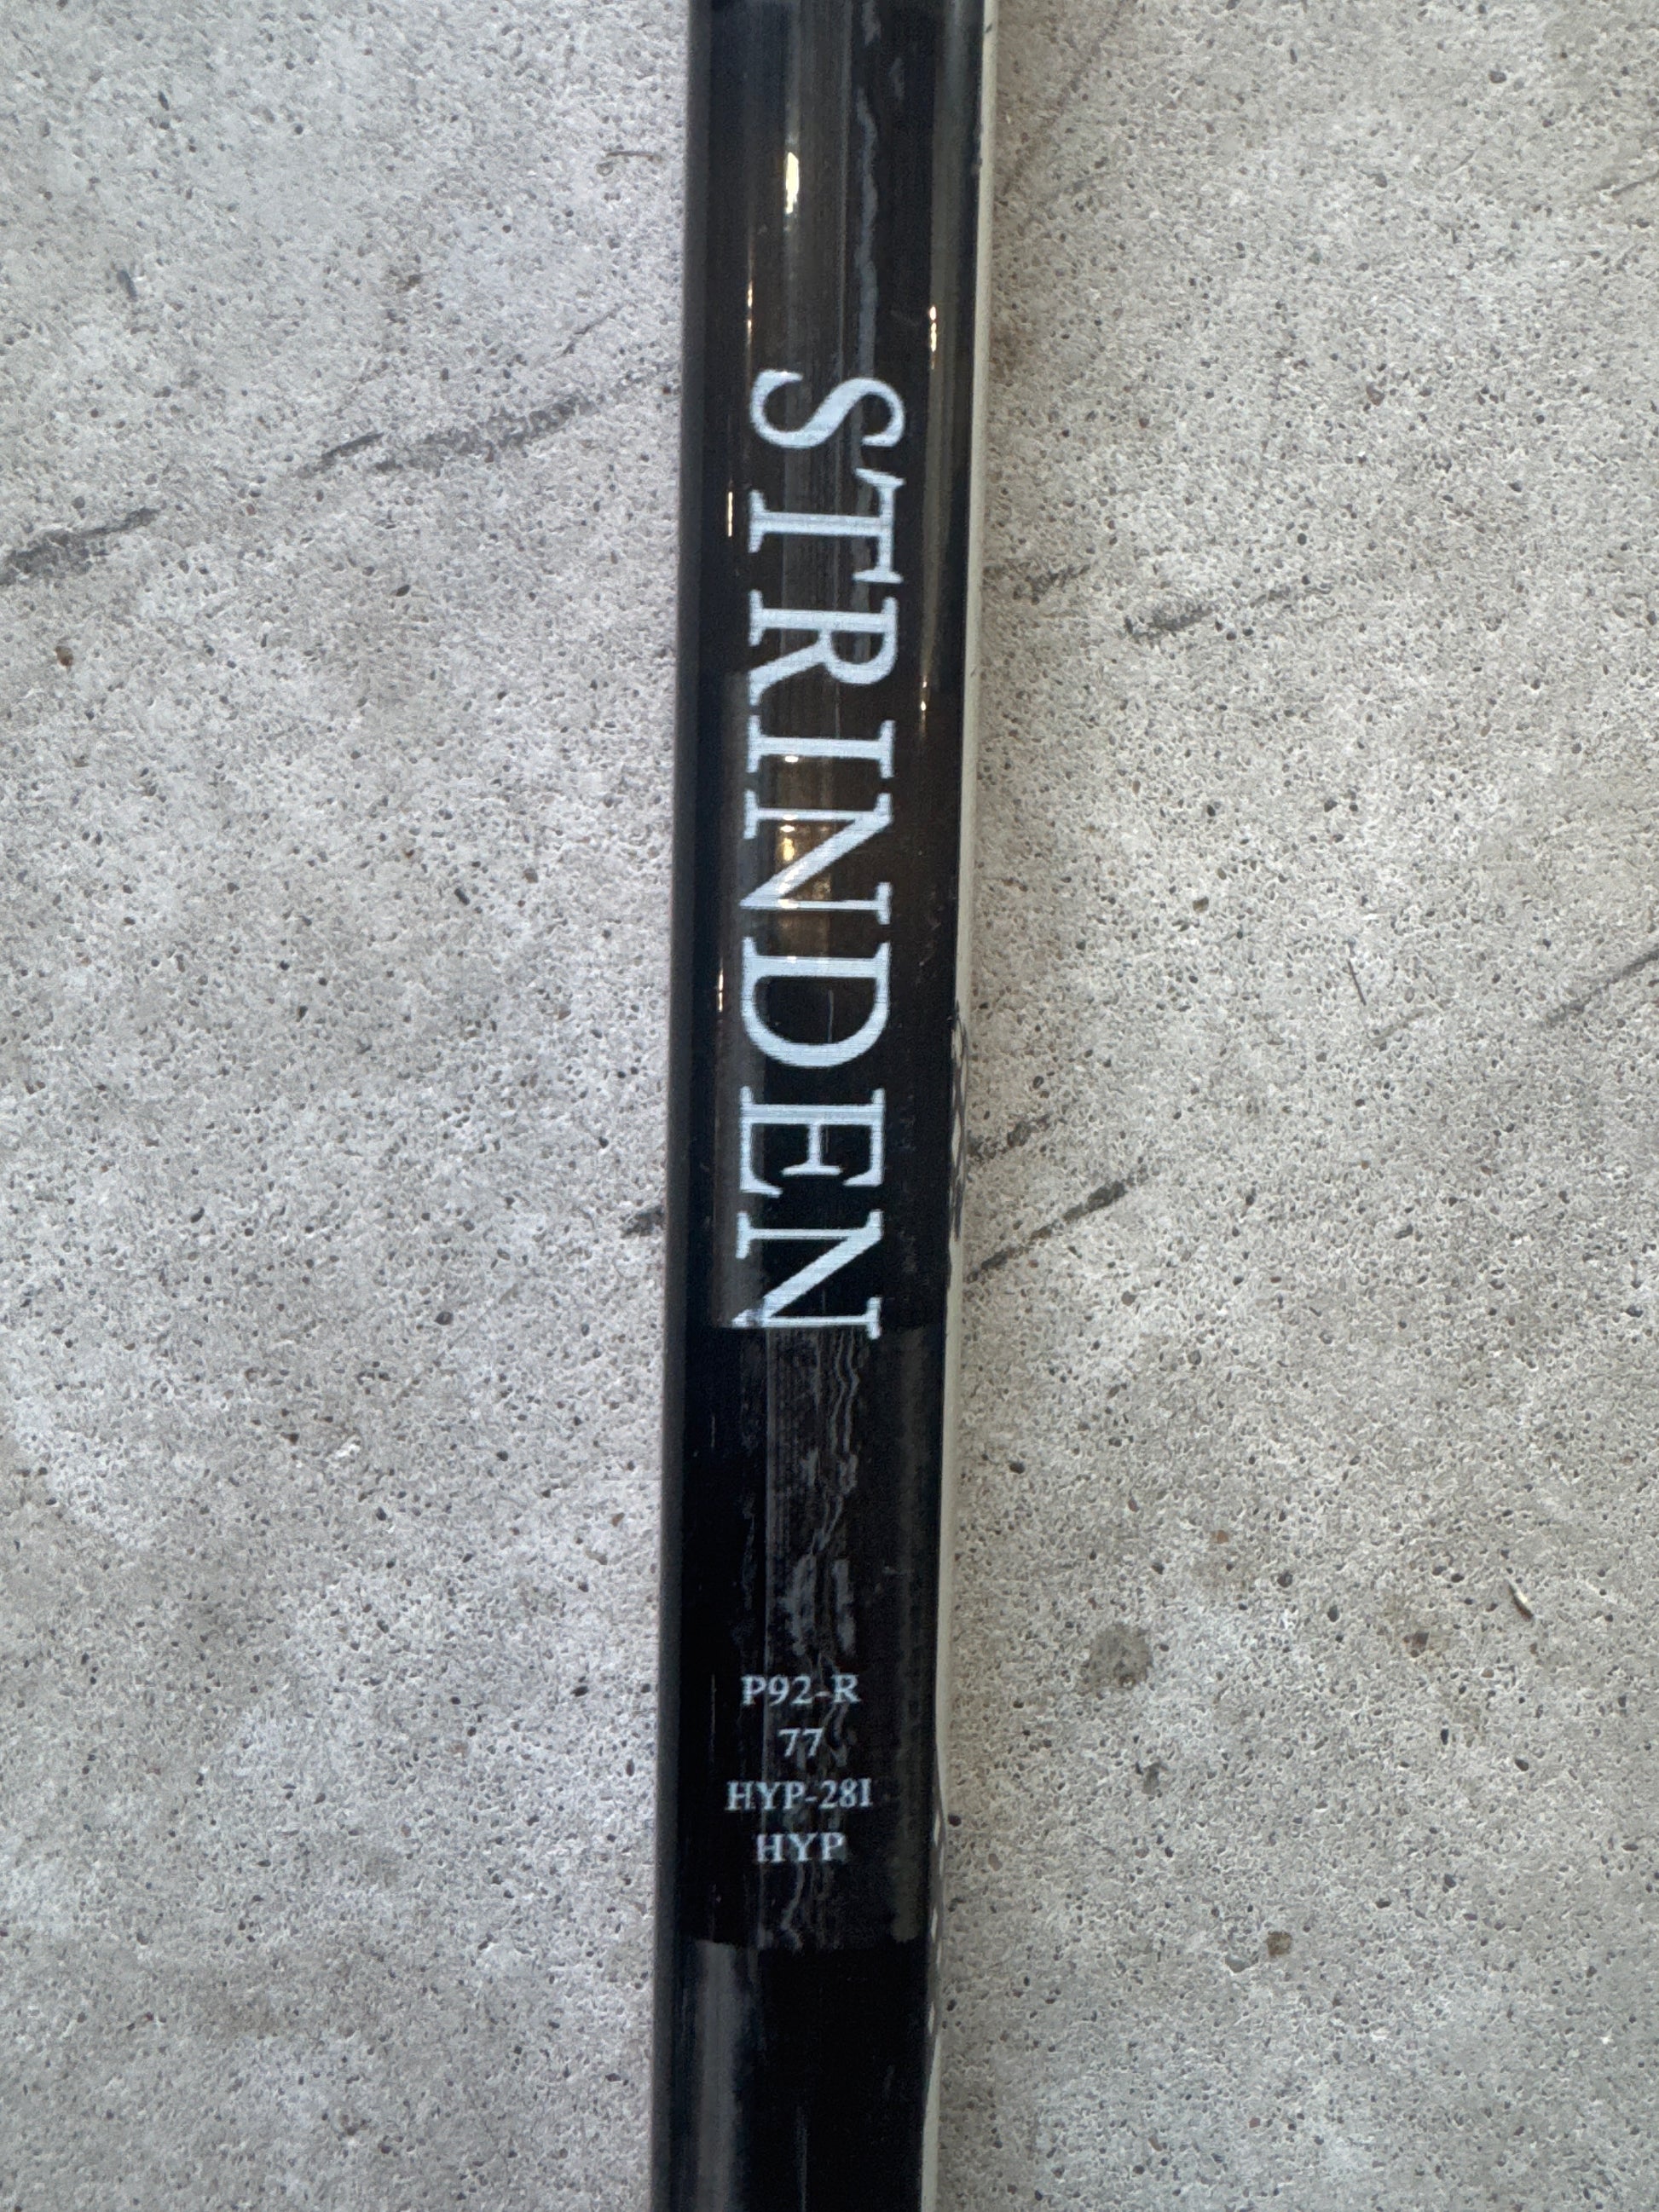 STRINDEN
P92-R
77
HYP-28I
HYP